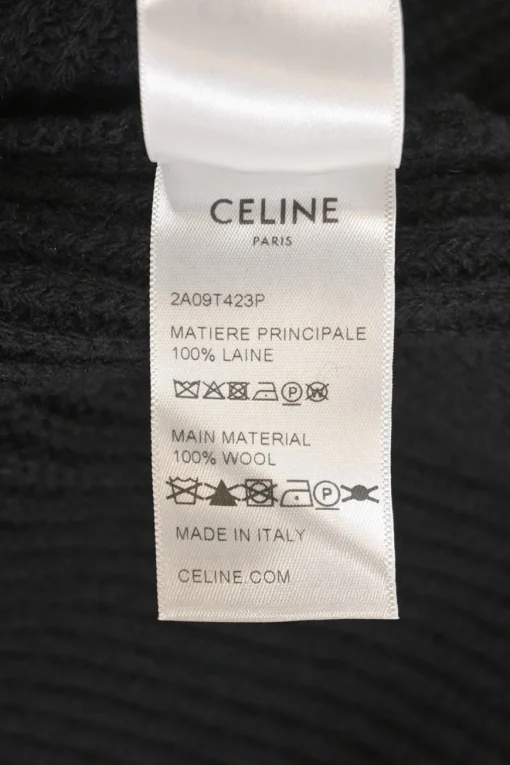 CELINE
PARIS
2A09T423P
MATIERE PRINCIPALE
100% LAINE
MAIN MATERIAL
100% WOOL
MADE IN ITALY
CELINE.COM